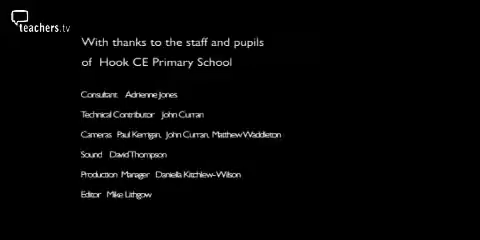 teachers.tv
With thanks to the staff and pupils
of Hook CE Primary School
Consultant Adrienne Jones
Technical Contributor John Curran
Cameras Paul Kerrigan, John Curran, Matthew Waddleton
Sound David Thompson
Production Manager Daniella Kitchlew-Wilson
Editor Mike Lithgow